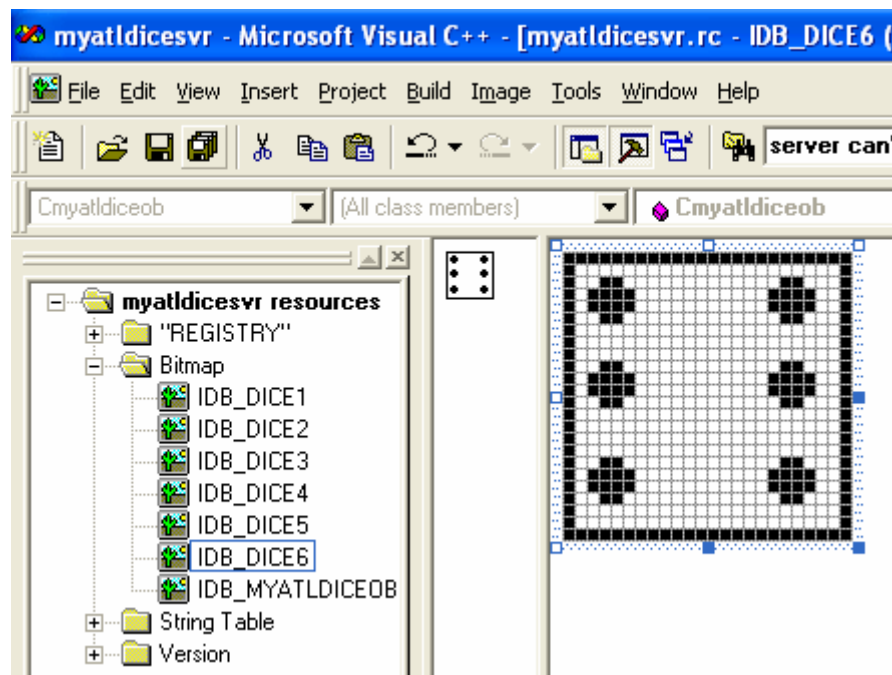 myatldicesvr - Microsoft Visual C++ - [myatldicesvr.rc - IDB_DICE6 (
File Edit View Insert Project Build Image Tools Window Help
server can'
Cmyatldiceob (All class members) Cmyatldiceob
myatldicesvr resources
"REGISTRY"
Bitmap
IDB_DICE1
IDB_DICE2
IDB_DICE3
IDB_DICE4
IDB_DICE5
IDB_DICE6
IDB_MYATLDICEOB
String Table
Version